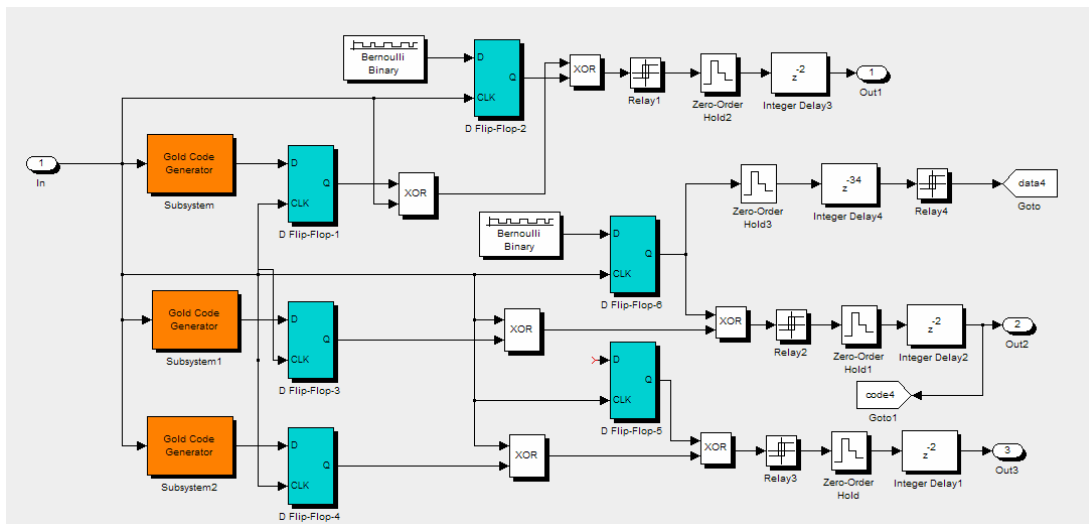 Bernoulli
Binary
D
Q
CLK
D Flip-Flop-2
XOR
Relay1
Zero-Order
Hold2
-2
z
Integer Delay3
1
Out1
1
In
Gold Code
Generator
Subsystem
D
Q
CLK
D Flip-Flop-1
XOR
Bernoulli
Binary
D
Q
CLK
D Flip-Flop-6
Zero-Order
Hold3
-34
z
Integer Delay4
Relay4
data4
Goto
Gold Code
Generator
Subsystem1
D
Q
CLK
D Flip-Flop-3
XOR
XOR
Relay2
Zero-Order
Hold1
-2
z
Integer Delay2
2
Out2
code4
Goto1
D
Q
CLK
D Flip-Flop-5
Gold Code
Generator
Subsystem2
D
Q
CLK
D Flip-Flop-4
XOR
XOR
Relay3
Zero-Order
Hold
-2
z
Integer Delay1
3
Out3